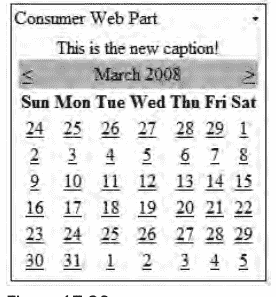 Consumer Web Part
This is the new caption!
< March 2008 >
Sun Mon Tue Wed Thu Fri Sat
24 25 26 27 28 29 1
2 3 4 5 6 7 8
9 10 11 12 13 14 15
16 17 18 19 20 21 22
23 24 25 26 27 28 29
30 31 1 2 3 4 5